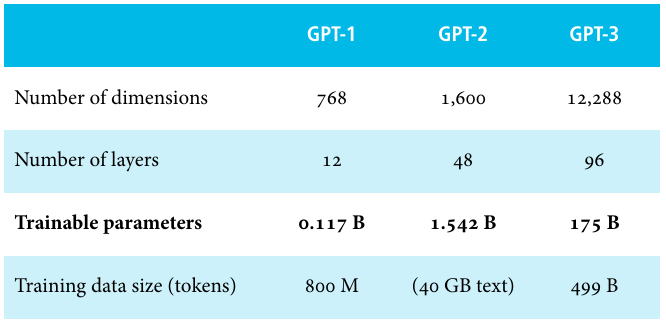 GPT-1 GPT-2 GPT-3
Number of dimensions 768 1,600 12,288
Number of layers 12 48 96
Trainable parameters 0.117 B 1.542 B 175 B
Training data size (tokens) 800 M (40 GB text) 499 B